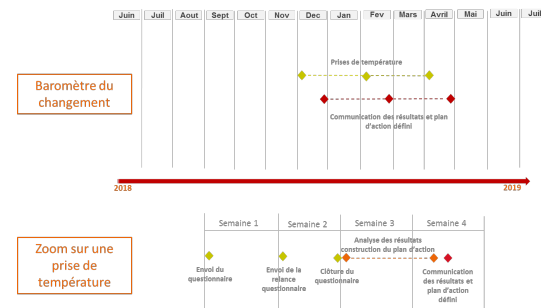 Juin Juil Aout Sept Oct Nov Dec Jan Fev Mars Avril Mai Juin Juil
Prises de température
Baromètre du
changement
Communication des résultats et plan
d'action défini
2018 2019
Semaine 1 Semaine 2 Semaine 3 Semaine 4
Zoom sur une
prise de
température
Analyse des résultats
construction du plan d'action
Envoi du
questionnaire
Envoi de la
relance
questionnaire
Clôture du
questionnaire
Communication
des résultats et
plan d'action
défini